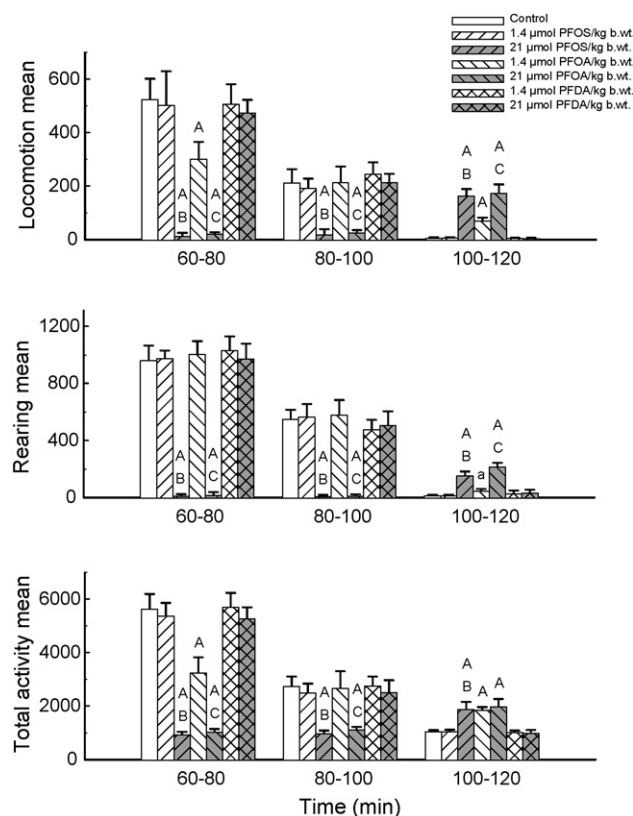 Control
1.4 µmol PFOS/kg b.wt.
21 µmol PFOS/kg b.wt.
1.4 µmol PFOA/kg b.wt.
21 µmol PFOA/kg b.wt.
1.4 µmol PFDA/kg b.wt.
21 µmol PFDA/kg b.wt.
Locomotion mean
600
400
200
0
A
A A
B C
A A
B C
A A
B A C
60-80 80-100 100-120
Rearing mean
1200
800
400
0
A A
B C
A A
B C
A A
B a C
60-80 80-100 100-120
Total activity mean
6000
4000
2000
0
A
A A
B C
A A
B C
A
B A A
60-80 80-100 100-120
Time (min)